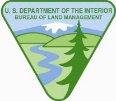 U. S. DEPARTMENT OF THE INTERIOR
BUREAU OF LAND MANAGEMENT